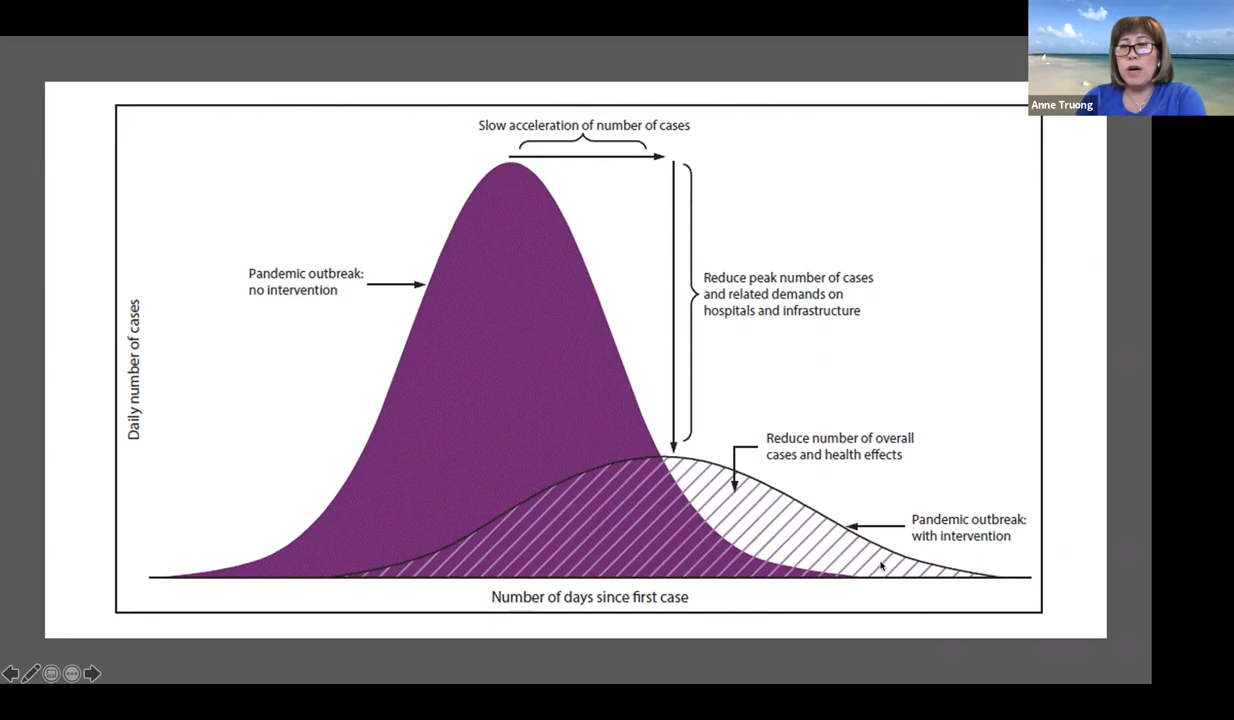 Anne Truong
Slow acceleration of number of cases
Pandemic outbreak:
no intervention
Reduce peak number of cases
and related demands on
hospitals and infrastructure
Daily number of cases
Reduce number of overall
cases and health effects
Pandemic outbreak:
with intervention
Number of days since first case